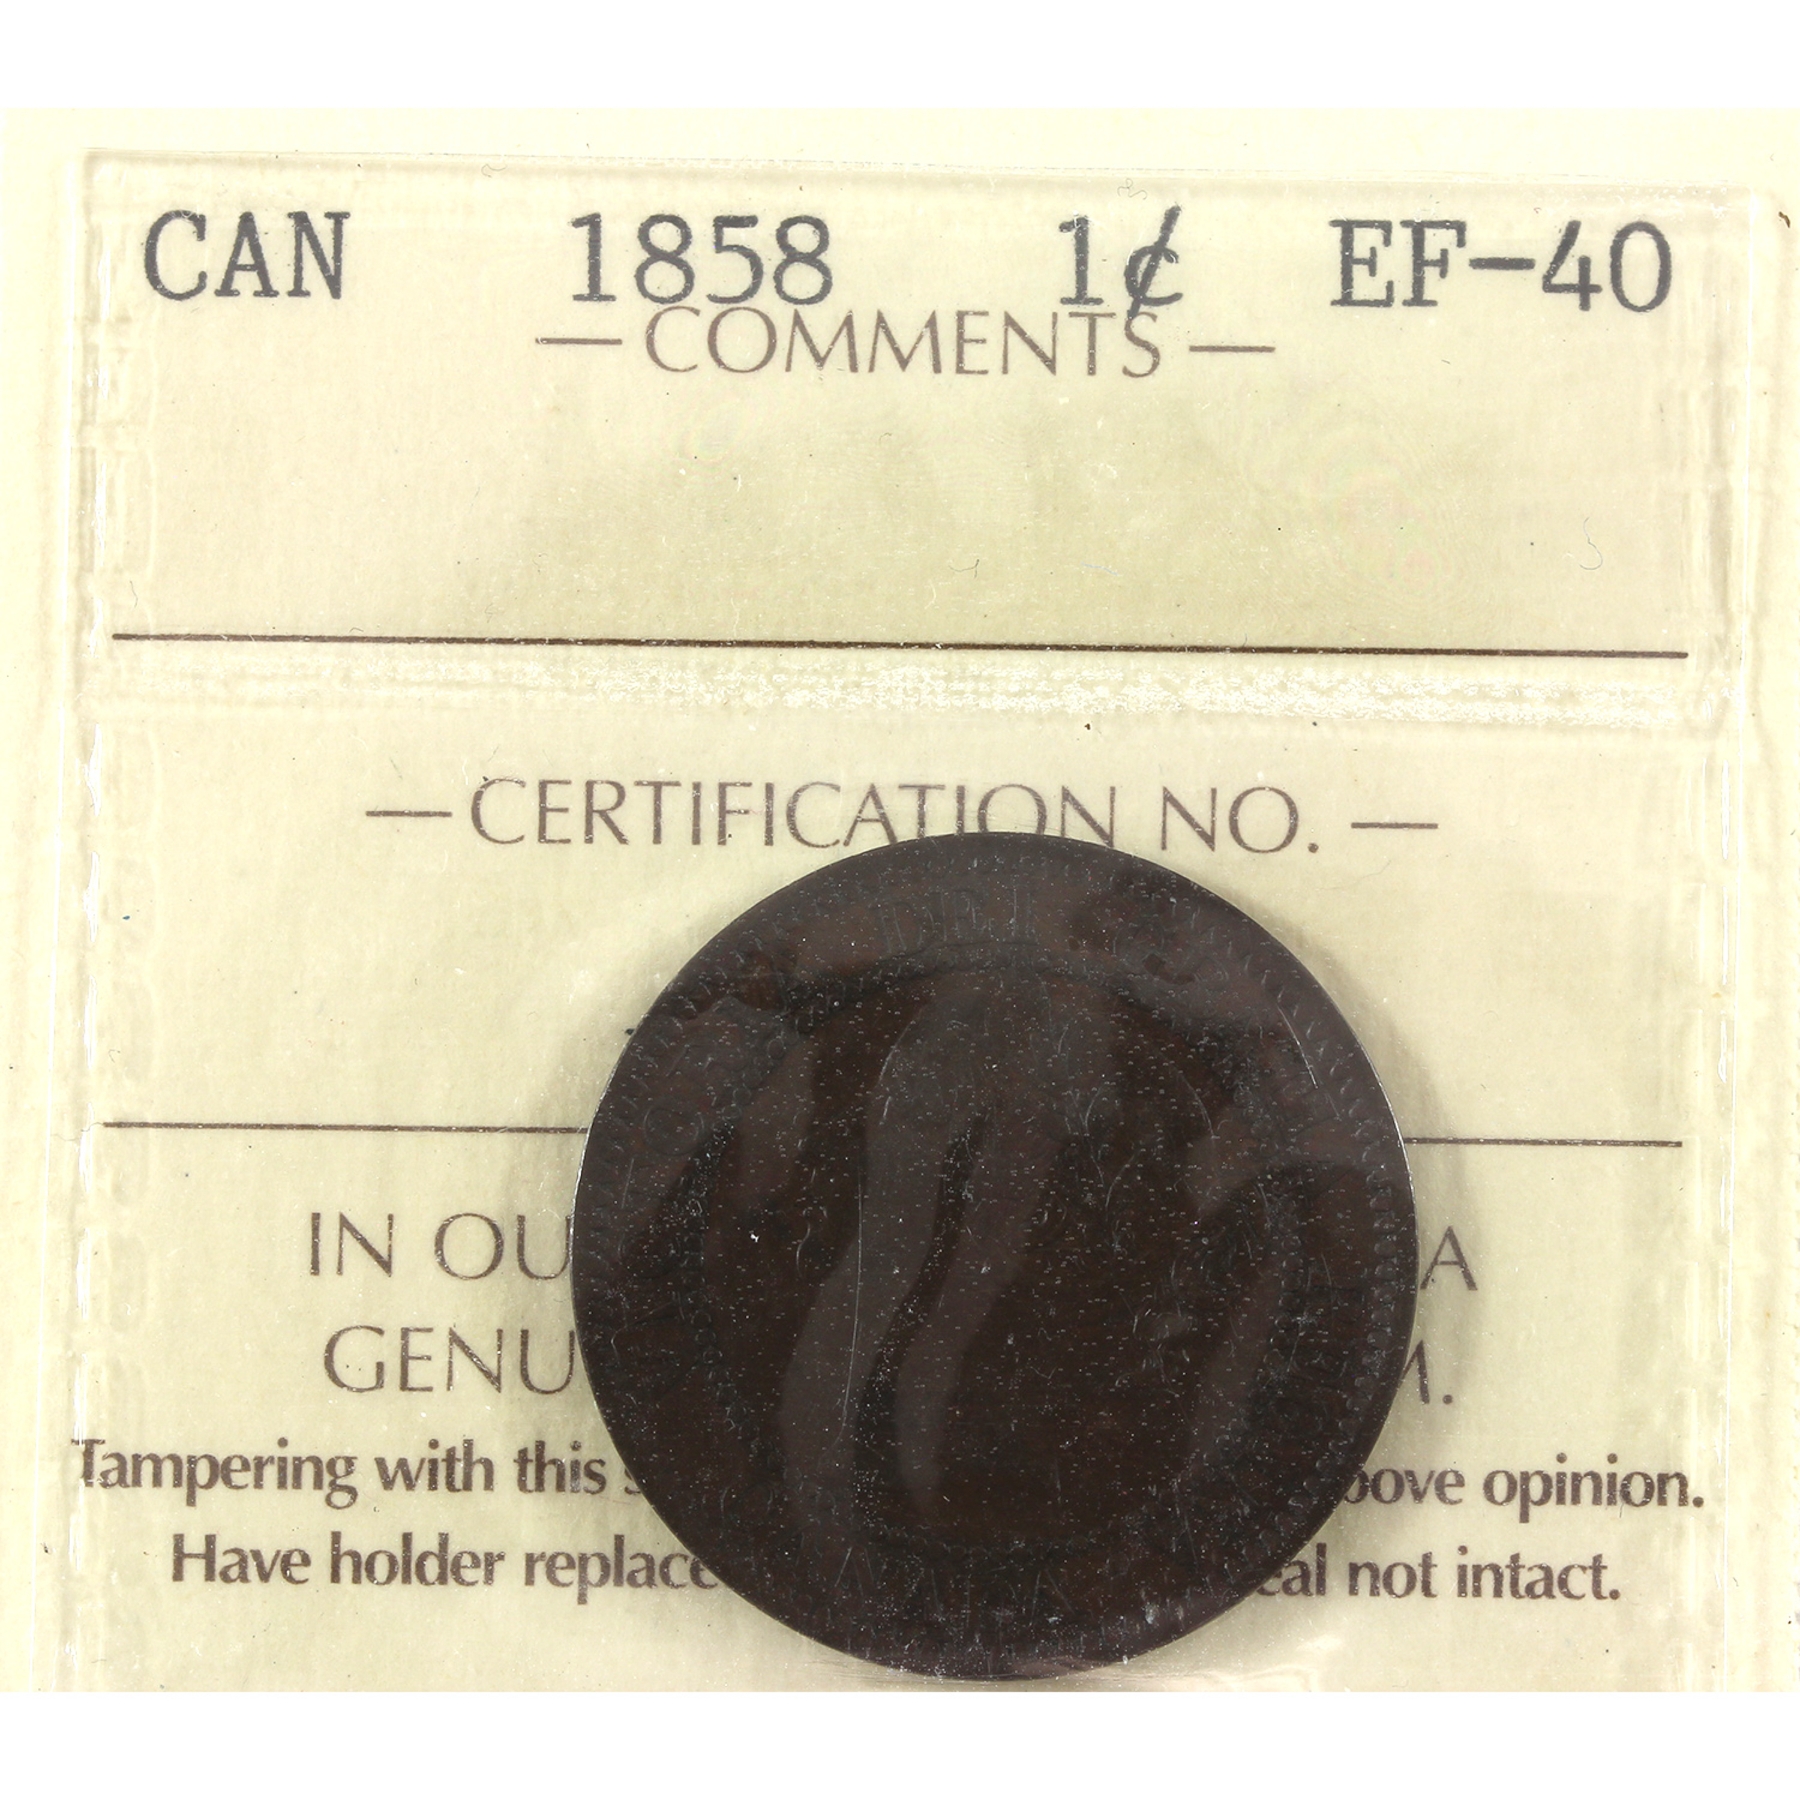 CAN 1858 1¢ EF-40
—COMMENTS—
—CERTIFICATION NO.—
IN OU A
GENU M.
Tampering with this s bove opinion.
Have holder replace eal not intact.
DEI